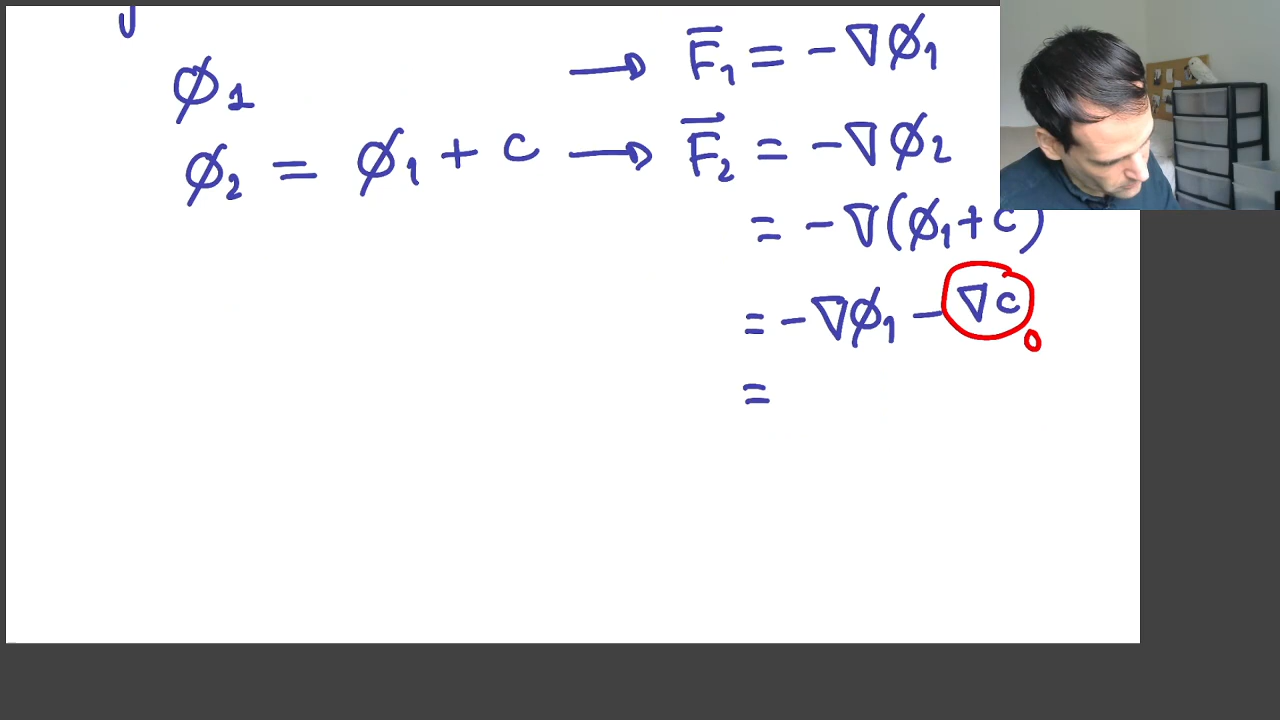 ϕ₁ → F̄₁ = −∇ϕ₁
ϕ₂ = ϕ₁ + c → F⃗₂ = −∇ϕ₂
= −∇(ϕ₁ + c)
= −∇ϕ₁ − ∇c 0
=